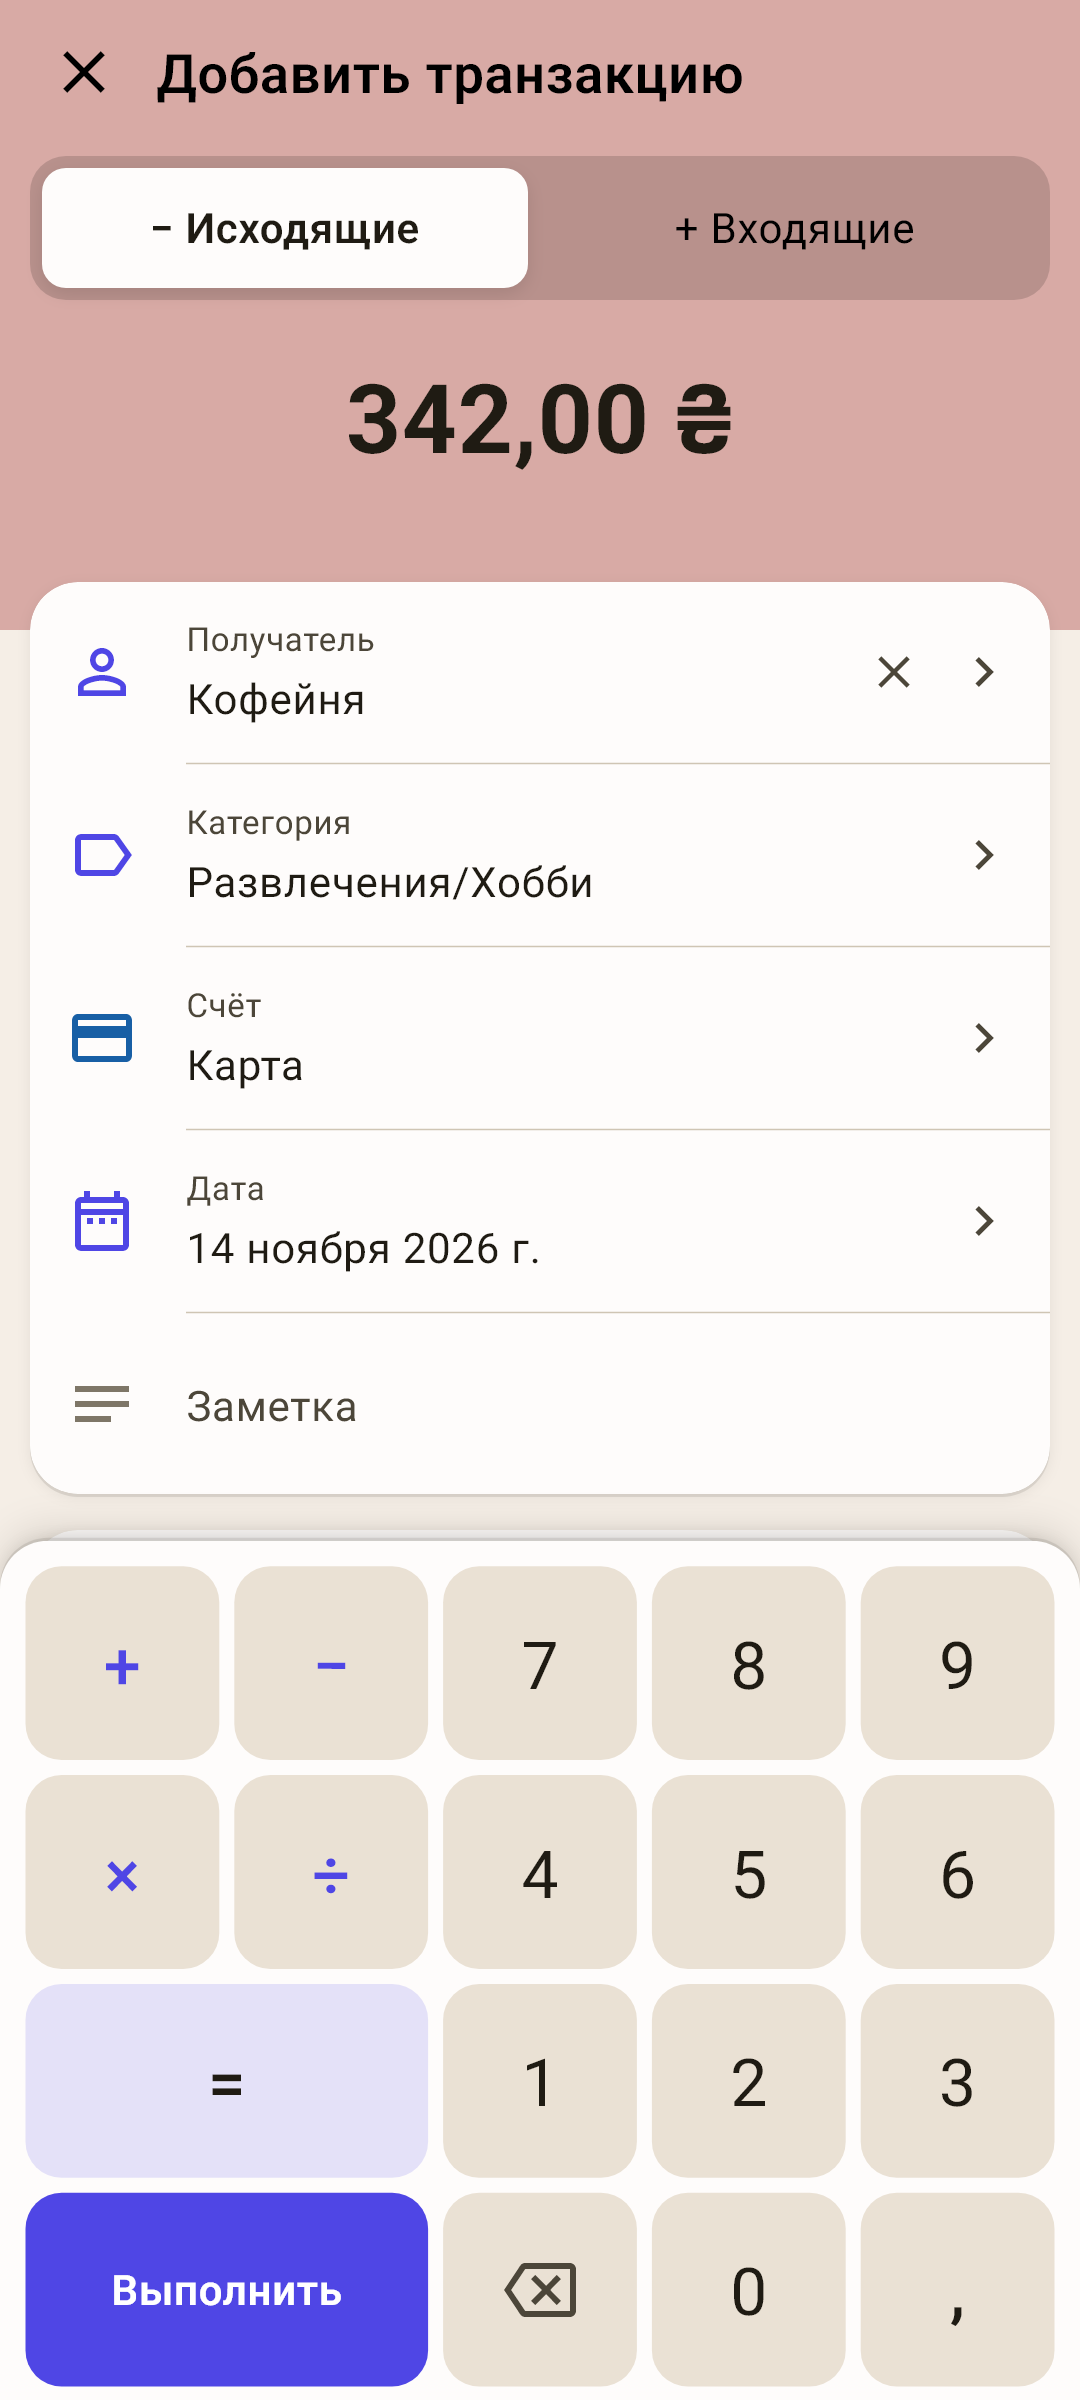 Добавить транзакцию
− Исходящие
+ Входящие
342,00 ₴
Получатель
Кофейня
Категория
Развлечения/Хобби
Счёт
Карта
Дата
14 ноября 2026 г.
Заметка
+ − 7 8 9
× ÷ 4 5 6
= 1 2 3
Выполнить 0 ,